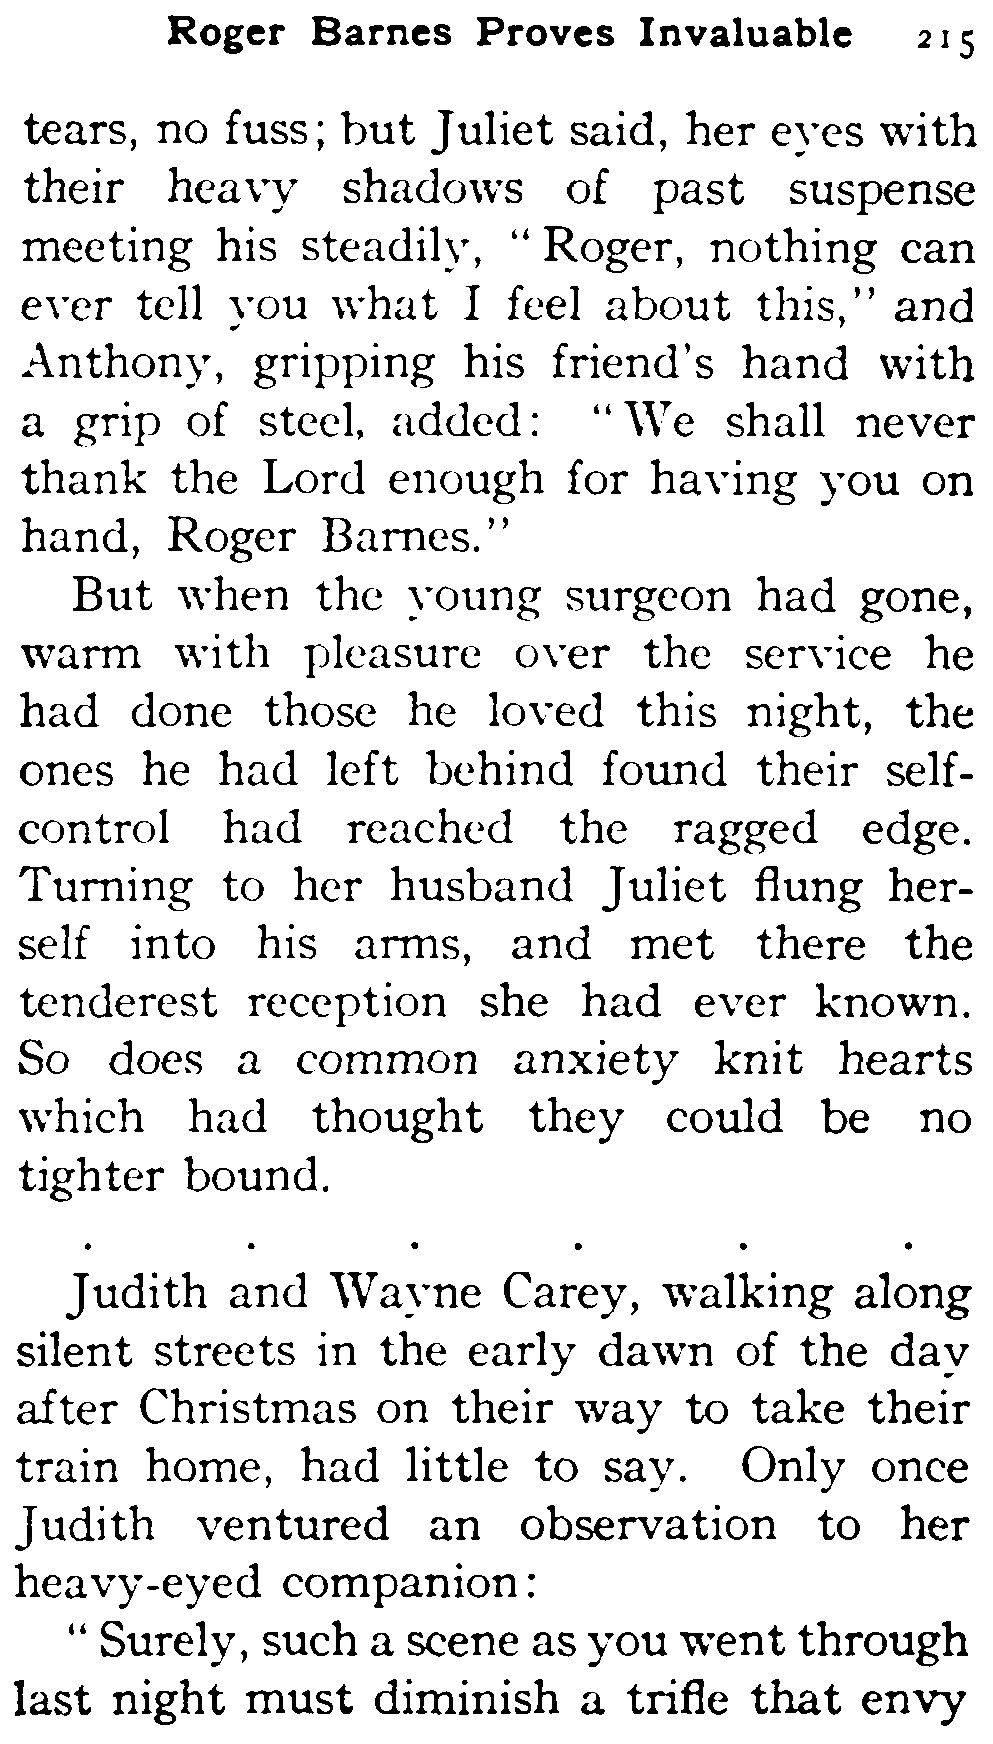 Roger Barnes Proves Invaluable 215
tears, no fuss; but Juliet said, her eyes with
their heavy shadows of past suspense
meeting his steadily, “Roger, nothing can
ever tell you what I feel about this,” and
Anthony, gripping his friend's hand with
a grip of steel, added: “We shall never
thank the Lord enough for having you on
hand, Roger Barnes.”
But when the young surgeon had gone,
warm with pleasure over the service he
had done those he loved this night, the
ones he had left behind found their self-
control had reached the ragged edge.
Turning to her husband Juliet flung her-
self into his arms, and met there the
tenderest reception she had ever known.
So does a common anxiety knit hearts
which had thought they could be no
tighter bound.
. . . . . .
Judith and Wayne Carey, walking along
silent streets in the early dawn of the day
after Christmas on their way to take their
train home, had little to say. Only once
Judith ventured an observation to her
heavy-eyed companion:
“Surely, such a scene as you went through
last night must diminish a trifle that envy